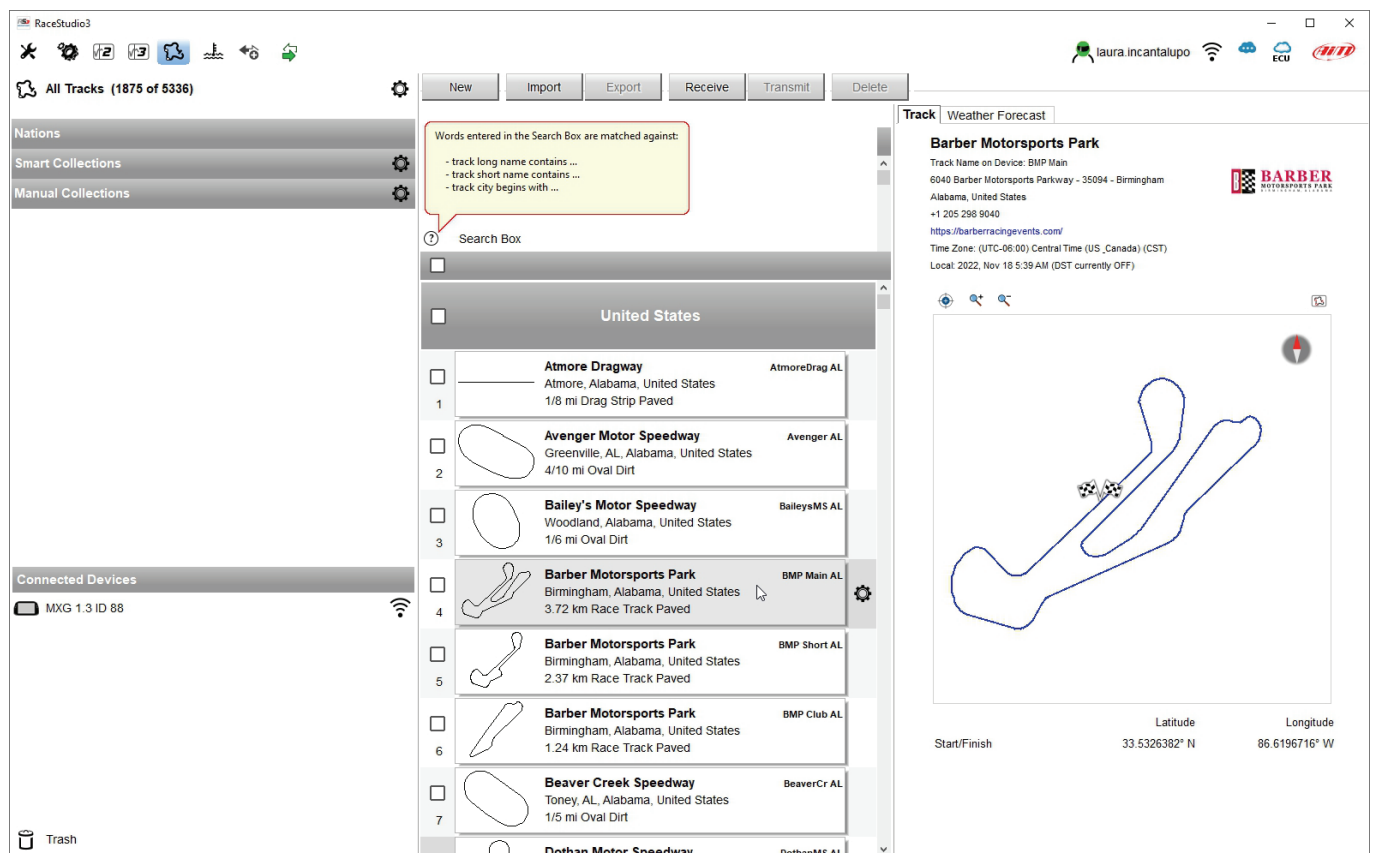 RaceStudio3
laura.incantalupo
ECU
All Tracks (1875 of 5336)
Nations
Smart Collections
Manual Collections
Connected Devices
MXG 1.3 ID 88
Trash
New Import Export Receive Transmit Delete
Words entered in the Search Box are matched against:
- track long name contains ...
- track short name contains ...
- track city begins with ...
? Search Box
United States
Atmore Dragway AtmoreDrag AL
Atmore, Alabama, United States
1/8 mi Drag Strip Paved
1
Avenger Motor Speedway Avenger AL
Greenville, AL, Alabama, United States
4/10 mi Oval Dirt
2
Bailey's Motor Speedway BaileysMS AL
Woodland, Alabama, United States
1/6 mi Oval Dirt
3
Barber Motorsports Park BMP Main AL
Birmingham, Alabama, United States
3.72 km Race Track Paved
4
Barber Motorsports Park BMP Short AL
Birmingham, Alabama, United States
2.37 km Race Track Paved
5
Barber Motorsports Park BMP Club AL
Birmingham, Alabama, United States
1.24 km Race Track Paved
6
Beaver Creek Speedway BeaverCr AL
Toney, AL, Alabama, United States
1/5 mi Oval Dirt
7
Dothan Motor Speedway DothanMS AL
Track Weather Forecast
Barber Motorsports Park
Track Name on Device: BMP Main
6040 Barber Motorsports Parkway - 35094 - Birmingham
Alabama, United States
+1 205 298 9040
https://barberracingevents.com/
Time Zone: (UTC-06:00) Central Time (US_Canada) (CST)
Local: 2022, Nov 18 5:39 AM (DST currently OFF)
BARBER
MOTORSPORTS PARK
Latitude Longitude
Start/Finish 33.5326382° N 86.6196716° W